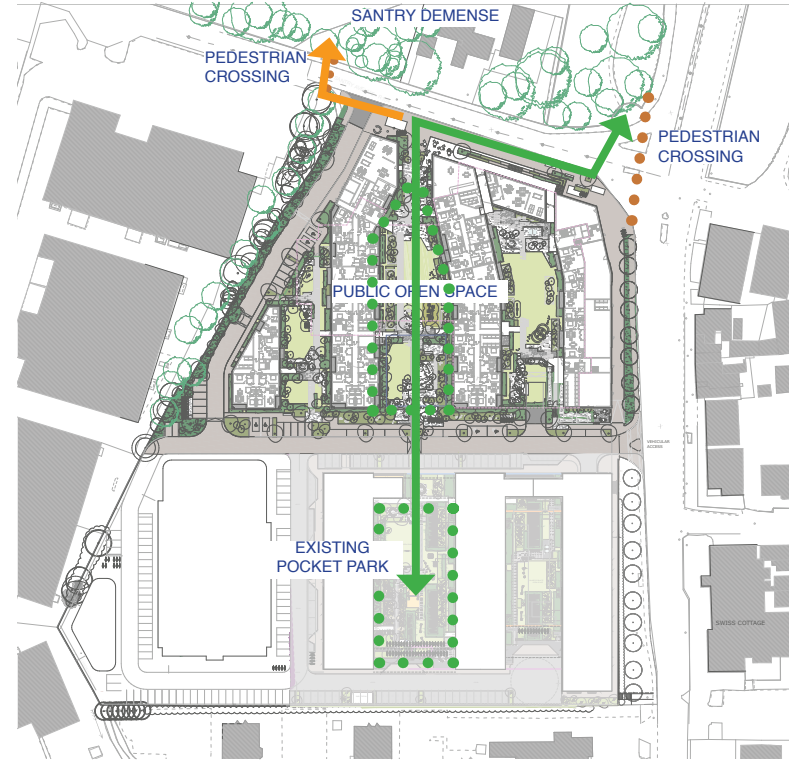 SANTRY DEMENSE
PEDESTRIAN
CROSSING
PEDESTRIAN
CROSSING
PUBLIC OPEN SPACE
VEHICULAR
ACCESS
EXISTING
POCKET PARK
SWISS COTTAGE